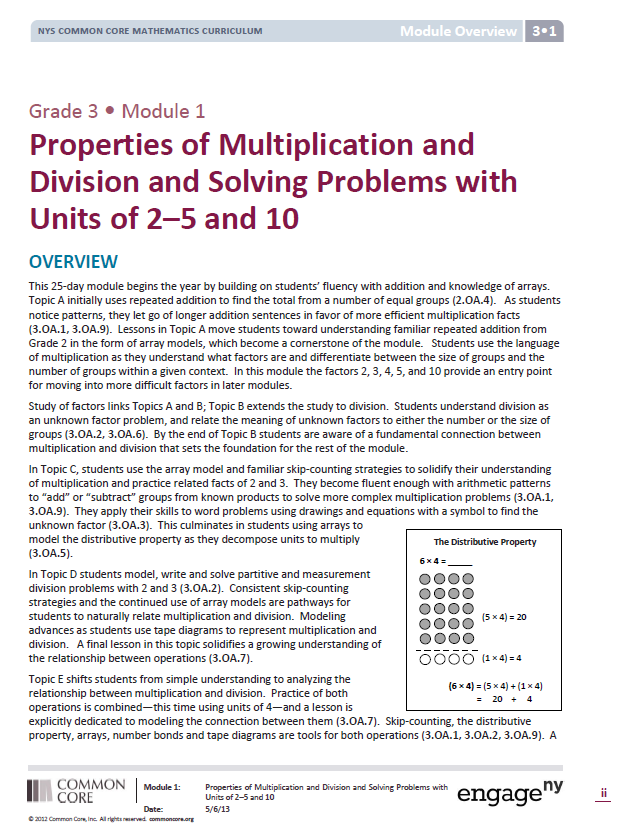 NYS COMMON CORE MATHEMATICS CURRICULUM
Module Overview 3•1
Grade 3 • Module 1
Properties of Multiplication and
Division and Solving Problems with
Units of 2–5 and 10
OVERVIEW
This 25-day module begins the year by building on students’ fluency with addition and knowledge of arrays.
Topic A initially uses repeated addition to find the total from a number of equal groups (2.OA.4). As students
notice patterns, they let go of longer addition sentences in favor of more efficient multiplication facts
(3.OA.1, 3.OA.9). Lessons in Topic A move students toward understanding familiar repeated addition from
Grade 2 in the form of array models, which become a cornerstone of the module. Students use the language
of multiplication as they understand what factors are and differentiate between the size of groups and the
number of groups within a given context. In this module the factors 2, 3, 4, 5, and 10 provide an entry point
for moving into more difficult factors in later modules.
Study of factors links Topics A and B; Topic B extends the study to division. Students understand division as
an unknown factor problem, and relate the meaning of unknown factors to either the number or the size of
groups (3.OA.2, 3.OA.6). By the end of Topic B students are aware of a fundamental connection between
multiplication and division that sets the foundation for the rest of the module.
In Topic C, students use the array model and familiar skip-counting strategies to solidify their understanding
of multiplication and practice related facts of 2 and 3. They become fluent enough with arithmetic patterns
to “add” or “subtract” groups from known products to solve more complex multiplication problems (3.OA.1,
3.OA.9). They apply their skills to word problems using drawings and equations with a symbol to find the
unknown factor (3.OA.3). This culminates in students using arrays to
model the distributive property as they decompose units to multiply
(3.OA.5).
In Topic D students model, write and solve partitive and measurement
division problems with 2 and 3 (3.OA.2). Consistent skip-counting
strategies and the continued use of array models are pathways for
students to naturally relate multiplication and division. Modeling
advances as students use tape diagrams to represent multiplication and
division. A final lesson in this topic solidifies a growing understanding of
the relationship between operations (3.OA.7).
The Distributive Property
6 × 4 = _____
(5 × 4) = 20
(1 × 4) = 4
(6 × 4) = (5 × 4) + (1 × 4)
= 20 + 4
Topic E shifts students from simple understanding to analyzing the
relationship between multiplication and division. Practice of both
operations is combined—this time using units of 4—and a lesson is
explicitly dedicated to modeling the connection between them (3.OA.7). Skip-counting, the distributive
property, arrays, number bonds and tape diagrams are tools for both operations (3.OA.1, 3.OA.2, 3.OA.9). A
COMMON
CORE
Module 1: Properties of Multiplication and Division and Solving Problems with
Units of 2–5 and 10
Date: 5/6/13
engage ny
ii
© 2012 Common Core, Inc. All rights reserved. commoncore.org